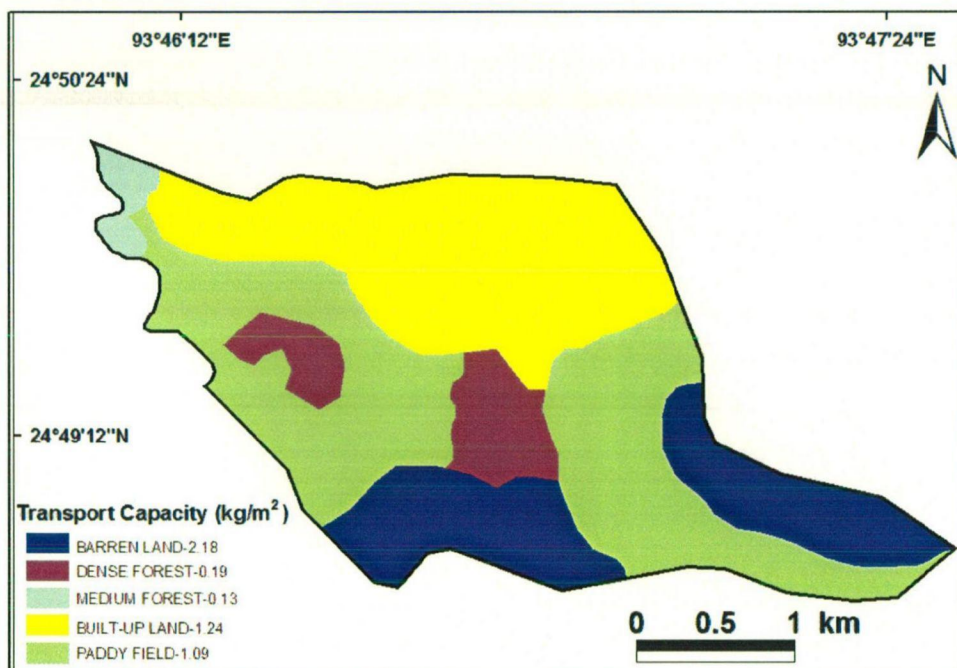 93°46'12"E 93°47'24"E
24°50'24"N
N
24°49'12"N
Transport Capacity (kg/m²)
BARREN LAND-2.18
DENSE FOREST-0.19
MEDIUM FOREST-0.13
BUILT-UP LAND-1.24
PADDY FIELD-1.09
0 0.5 1 km